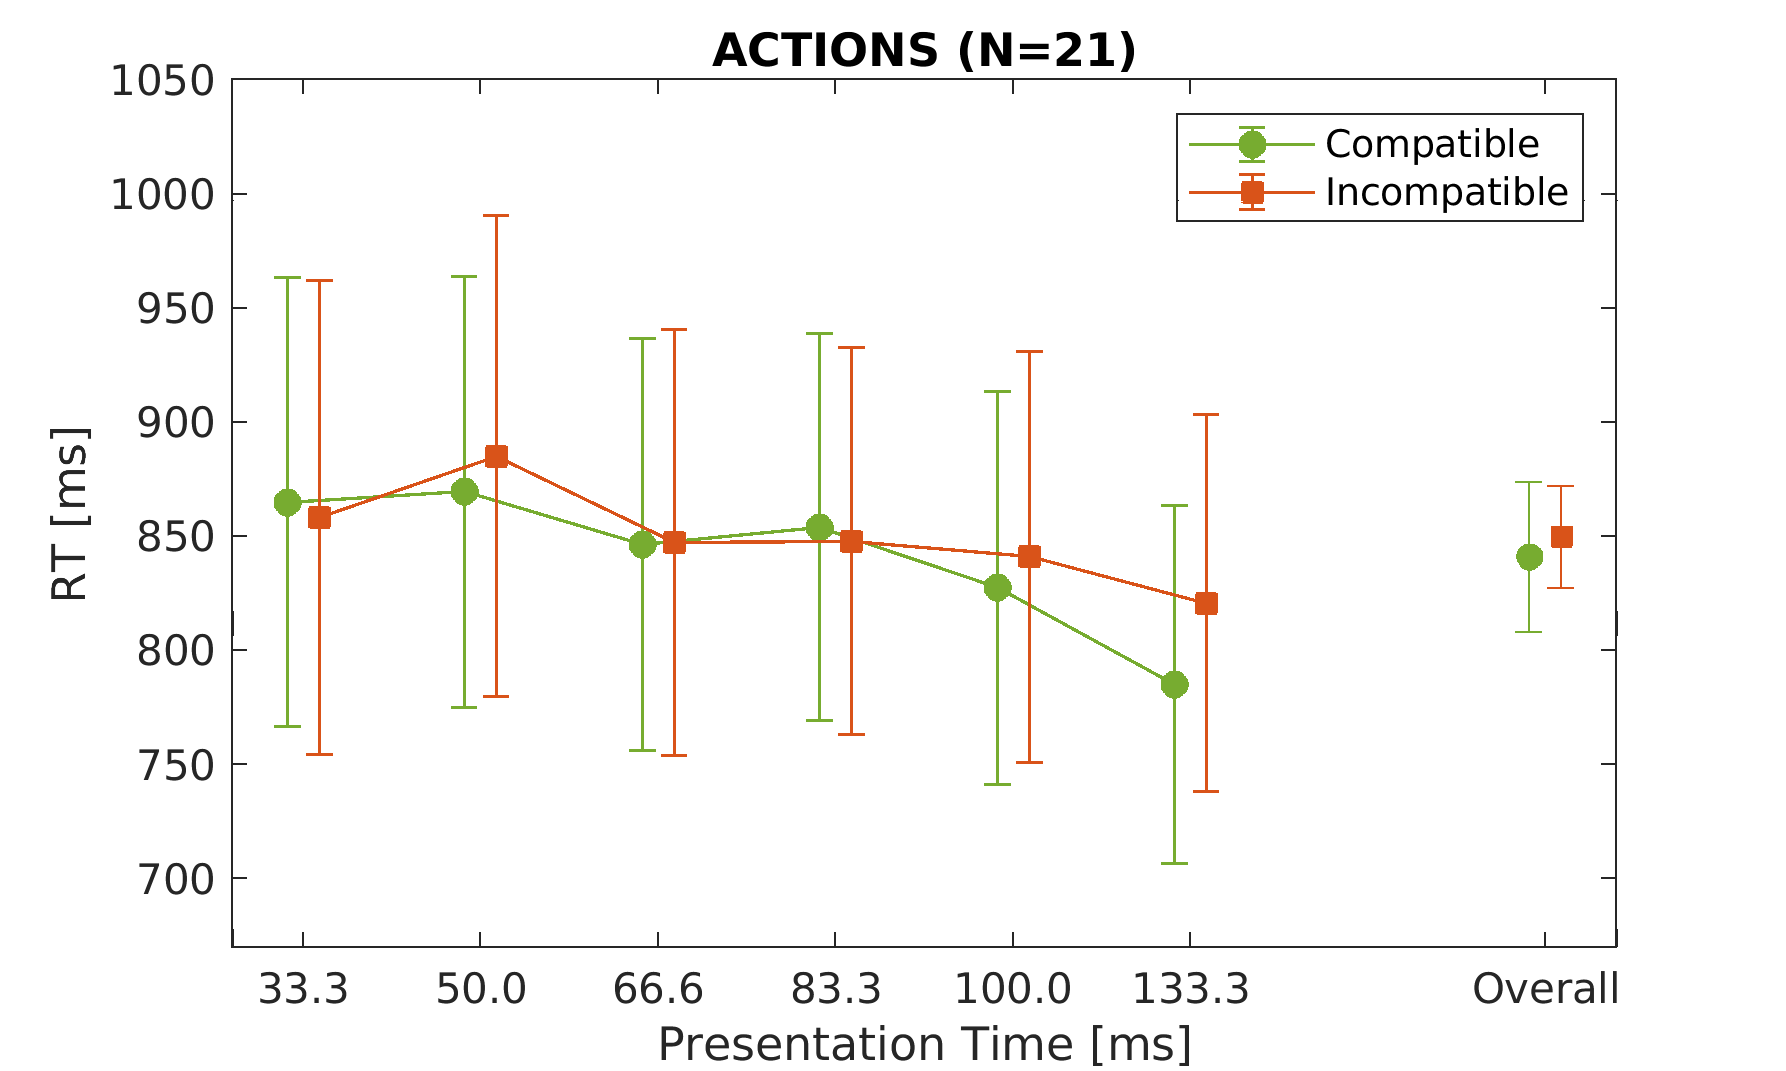 ACTIONS (N=21)
1050
1000
950
900
850
800
750
700
RT [ms]
Compatible
Incompatible
33.3 50.0 66.6 83.3 100.0 133.3 Overall
Presentation Time [ms]